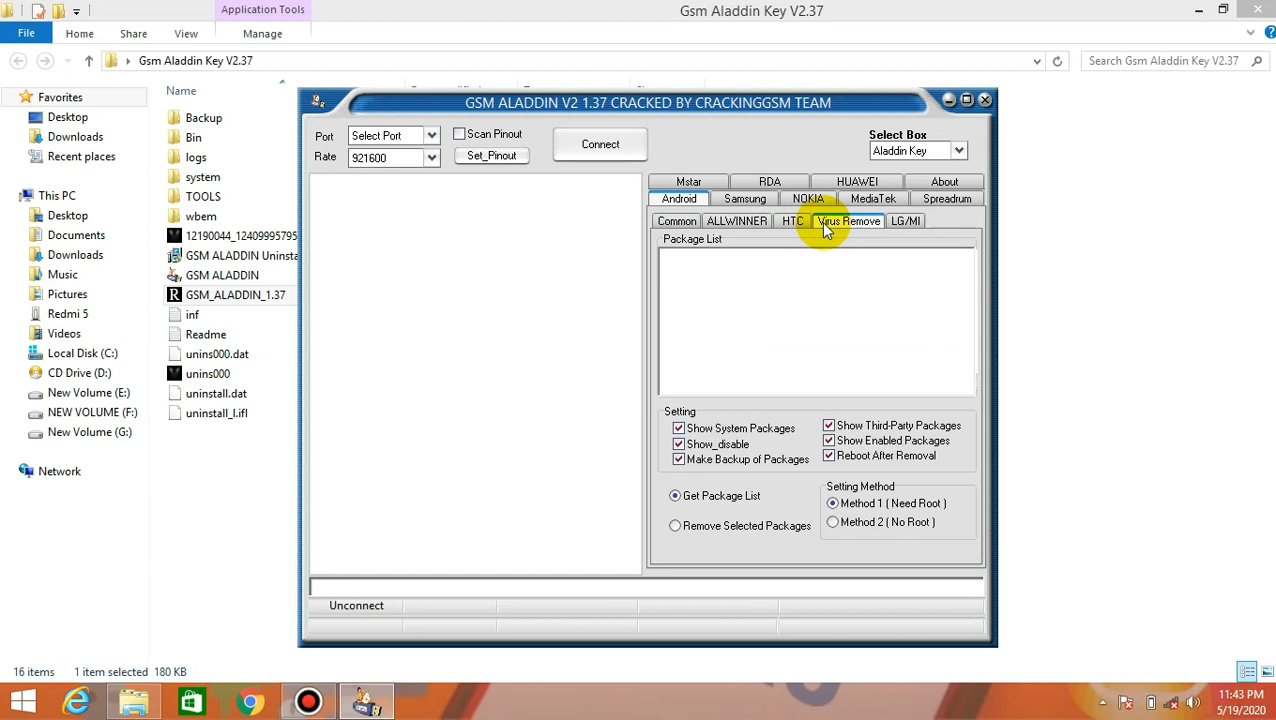 Application Tools
Gsm Aladdin Key V2.37
File
Home
Share
View
Manage
Gsm Aladdin Key V2.37
Search Gsm Aladdin Key V2.37
Name
Favorites
Desktop
Downloads
Recent places
This PC
Desktop
Documents
Downloads
Music
Pictures
Redmi 5
Videos
Local Disk (C:)
CD Drive (D:)
New Volume (E:)
NEW VOLUME (F:)
New Volume (G:)
Network
Backup
Bin
logs
system
TOOLS
wbem
12190044_12409995795
GSM ALADDIN Uninsta
GSM ALADDIN
GSM_ALADDIN_1.37
inf
Readme
unins000.dat
unins000
uninstall.dat
uninstall_l.ifl
GSM ALADDIN V2 1.37 CRACKED BY CRACKINGGSM TEAM
Port
Select Port
Scan Pinout
Rate
921600
Set_Pinout
Connect
Select Box
Aladdin Key
Mstar
RDA
HUAWEI
About
Android
Samsung
NOKIA
MediaTek
Spreadrum
Common
ALLWINNER
HTC
Virus Remove
LG/MI
Package List
Setting
Show System Packages
Show_disable
Make Backup of Packages
Show Third-Party Packages
Show Enabled Packages
Reboot After Removal
Get Package List
Remove Selected Packages
Setting Method
Method 1 ( Need Root )
Method 2 ( No Root )
Unconnect
16 items
1 item selected
180 KB
11:43 PM
5/19/2020